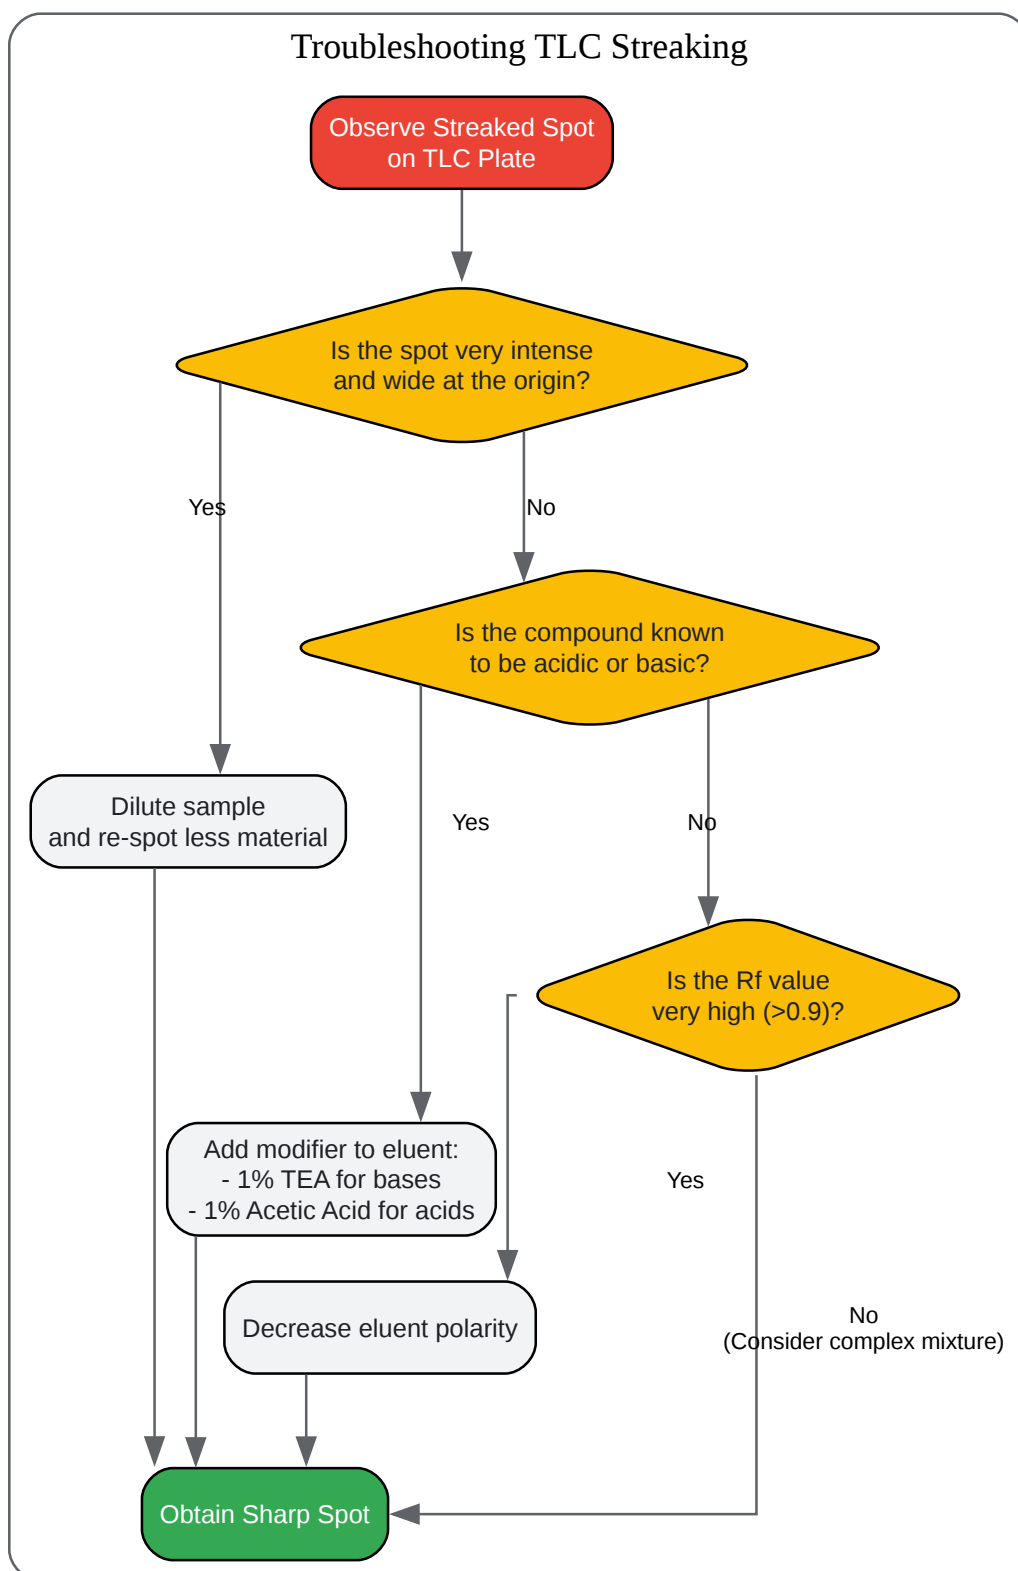 Troubleshooting TLC Streaking
Observe Streaked Spot
on TLC Plate
Is the spot very intense
and wide at the origin?
Yes
No
Is the compound known
to be acidic or basic?
Dilute sample
and re-spot less material
Yes
No
Is the Rf value
very high (>0.9)?
Add modifier to eluent:
- 1% TEA for bases
- 1% Acetic Acid for acids
Yes
Decrease eluent polarity
No
(Consider complex mixture)
Obtain Sharp Spot